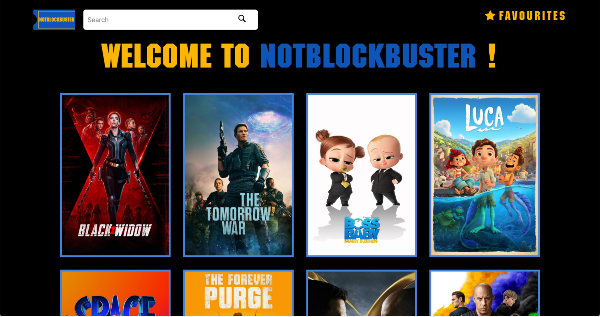 NOTBLOCKBUSTER
Search
FAVOURITES
WELCOME TO NOTBLOCKBUSTER !
BLACK WIDOW
THE
TOMORROW
WAR
BOSS
BABY
LUCA
SPACE
THE FOREVER
PURGE